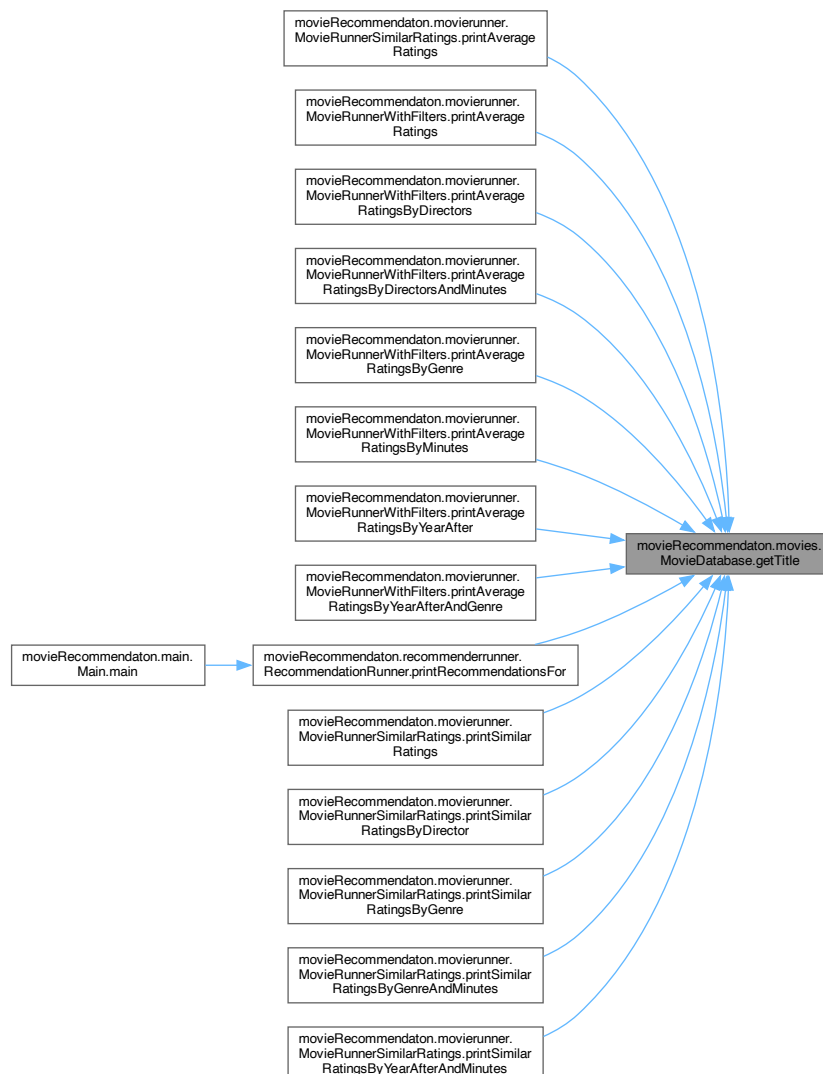 movieRecommendaton.movierunner.
MovieRunnerSimilarRatings.printAverage
Ratings
movieRecommendaton.movierunner.
MovieRunnerWithFilters.printAverage
Ratings
movieRecommendaton.movierunner.
MovieRunnerWithFilters.printAverage
RatingsByDirectors
movieRecommendaton.movierunner.
MovieRunnerWithFilters.printAverage
RatingsByDirectorsAndMinutes
movieRecommendaton.movierunner.
MovieRunnerWithFilters.printAverage
RatingsByGenre
movieRecommendaton.movierunner.
MovieRunnerWithFilters.printAverage
RatingsByMinutes
movieRecommendaton.movierunner.
MovieRunnerWithFilters.printAverage
RatingsByYearAfter
movieRecommendaton.movies.
MovieDatabase.getTitle
movieRecommendaton.movierunner.
MovieRunnerWithFilters.printAverage
RatingsByYearAfterAndGenre
movieRecommendaton.main.
Main.main
movieRecommendaton.recommenderrunner.
RecommendationRunner.printRecommendationsFor
movieRecommendaton.movierunner.
MovieRunnerSimilarRatings.printSimilar
Ratings
movieRecommendaton.movierunner.
MovieRunnerSimilarRatings.printSimilar
RatingsByDirector
movieRecommendaton.movierunner.
MovieRunnerSimilarRatings.printSimilar
RatingsByGenre
movieRecommendaton.movierunner.
MovieRunnerSimilarRatings.printSimilar
RatingsByGenreAndMinutes
movieRecommendaton.movierunner.
MovieRunnerSimilarRatings.printSimilar
RatingsByYearAfterAndMinutes